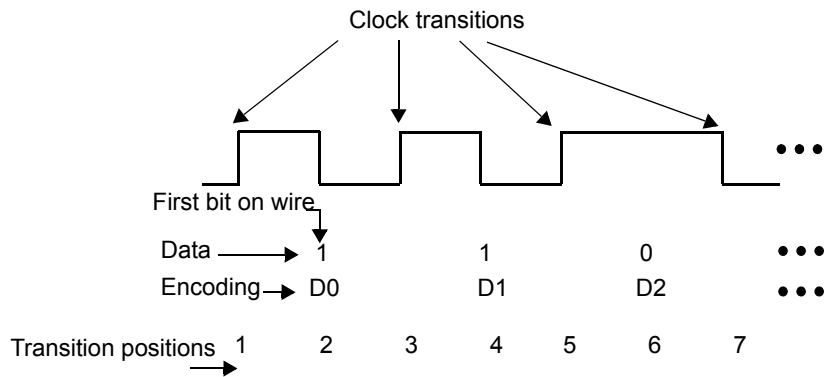 Clock transitions
First bit on wire
Data 1 1 0
Encoding D0 D1 D2
Transition positions 1 2 3 4 5 6 7